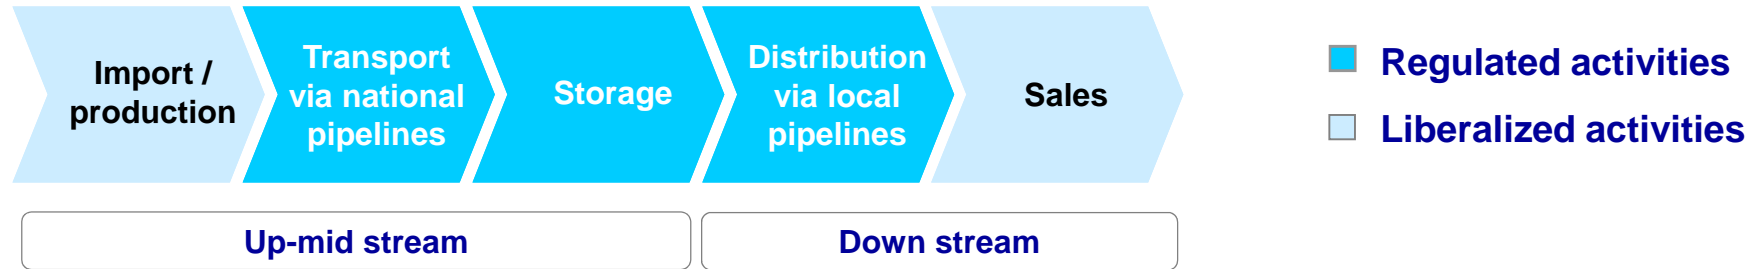 Import /
production
Transport
via national
pipelines
Storage
Distribution
via local
pipelines
Sales
Regulated activities
Liberalized activities
Up-mid stream
Down stream